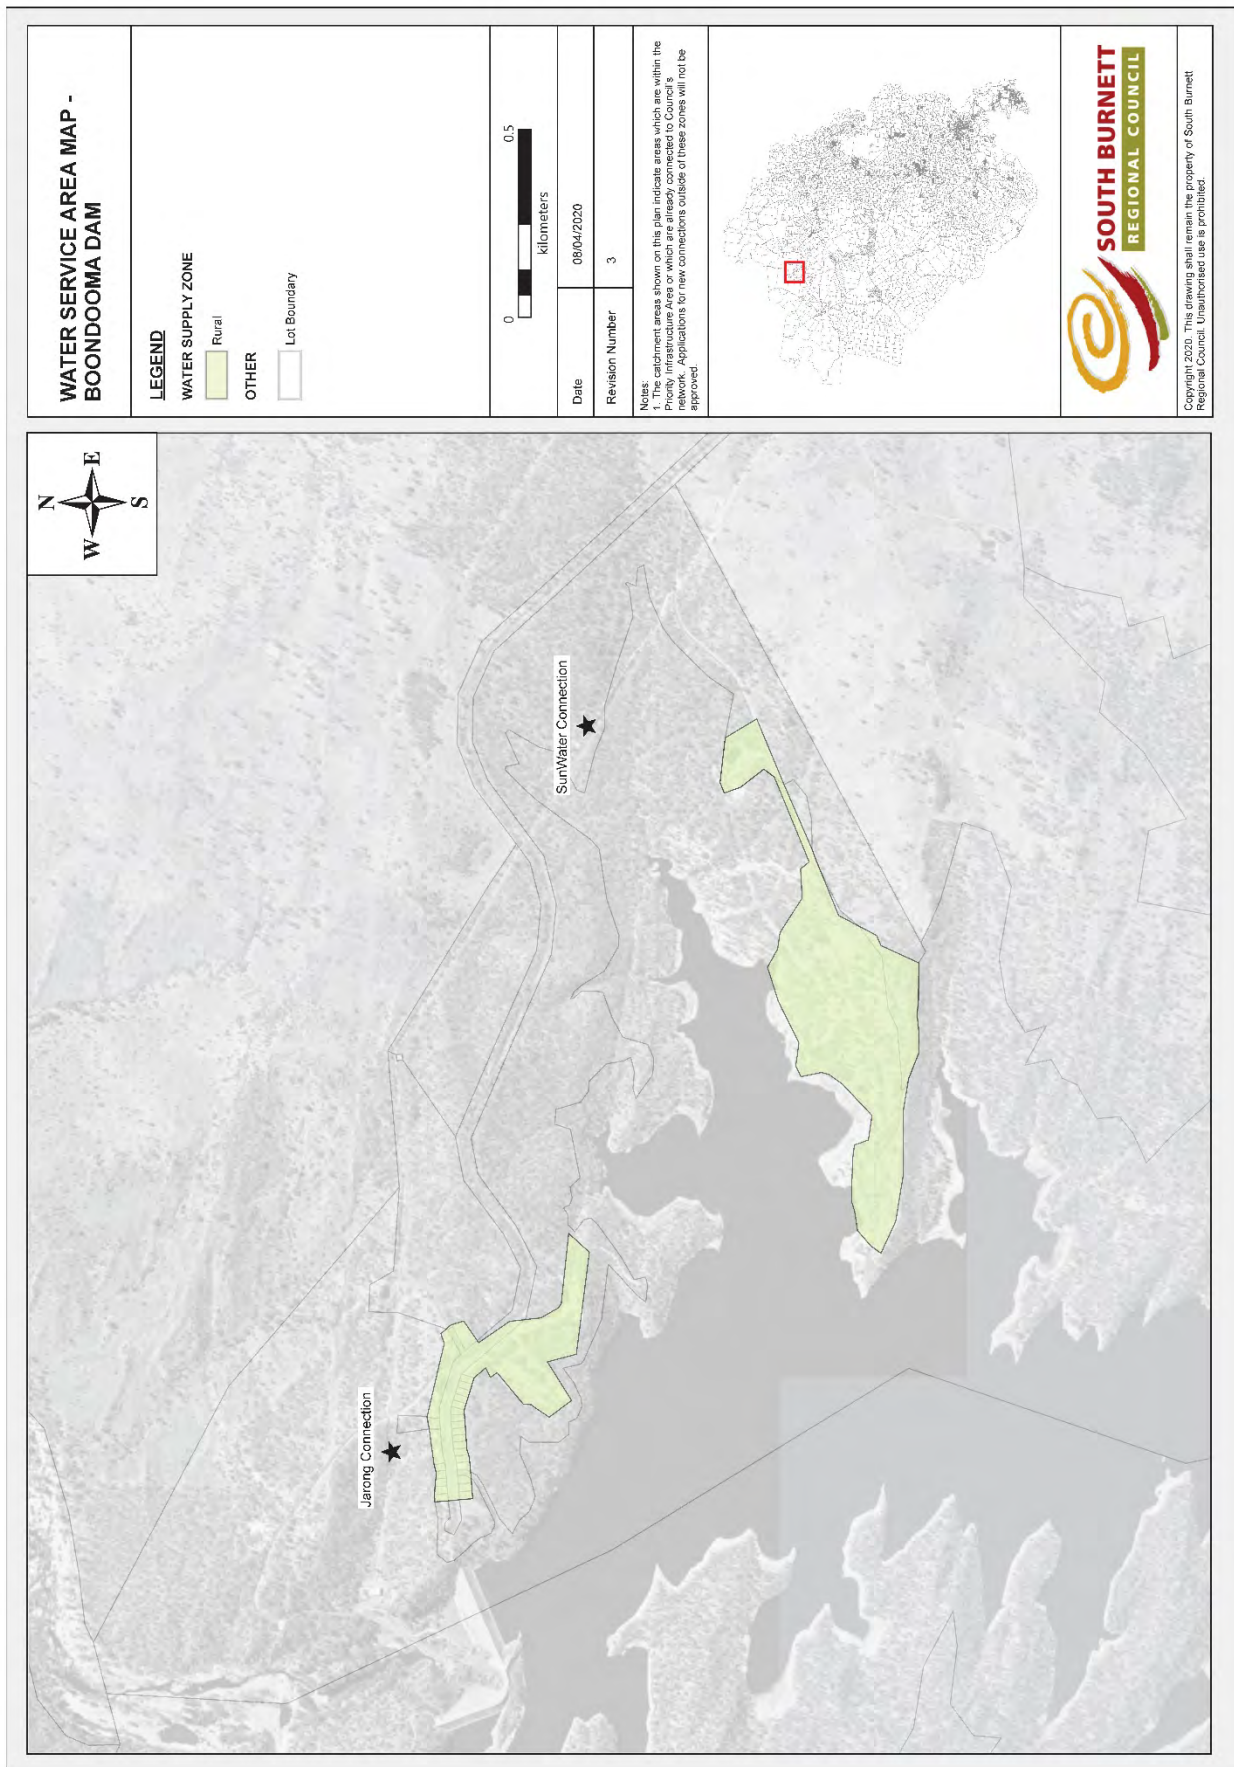 WATER SERVICE AREA MAP -
BOONDOOMA DAM
LEGEND
WATER SUPPLY ZONE
Rural
OTHER
Lot Boundary
0
0.5
kilometers
Date
08/04/2020
Revision Number
3
Notes:
1. The catchment areas shown on this plan indicate areas which are within the
Priority Infrastructure Area or which are already connected to Council's
network. Applications for new connections outside of these zones will not be
approved.
SOUTH BURNETT
REGIONAL COUNCIL
Copyright 2020. This drawing shall remain the property of South Burnett
Regional Council. Unauthorised use is prohibited.
N
W
E
S
SunWater Connection
Jarong Connection